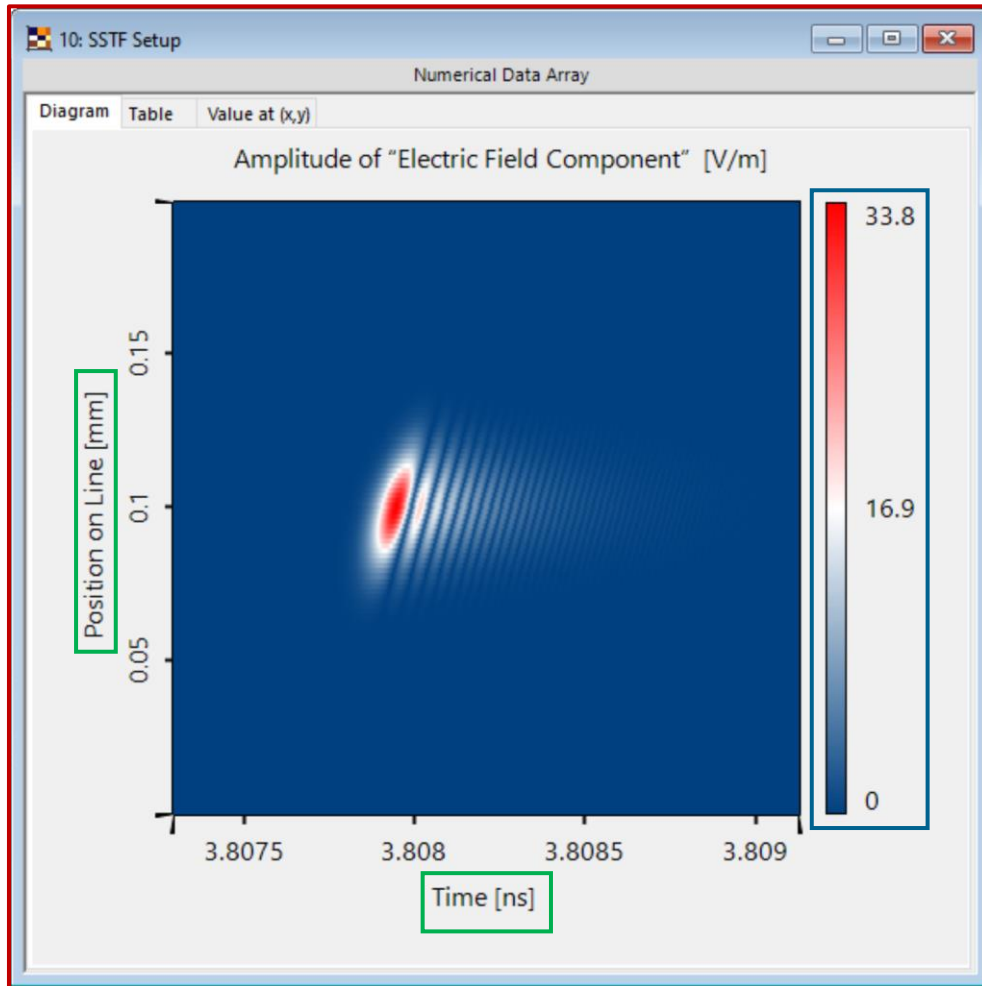 10: SSTF Setup
Numerical Data Array
Diagram Table Value at (x,y)
Amplitude of “Electric Field Component” [V/m]
33.8
16.9
0
Position on Line [mm]
0.15
0.1
0.05
3.8075 3.808 3.8085 3.809
Time [ns]